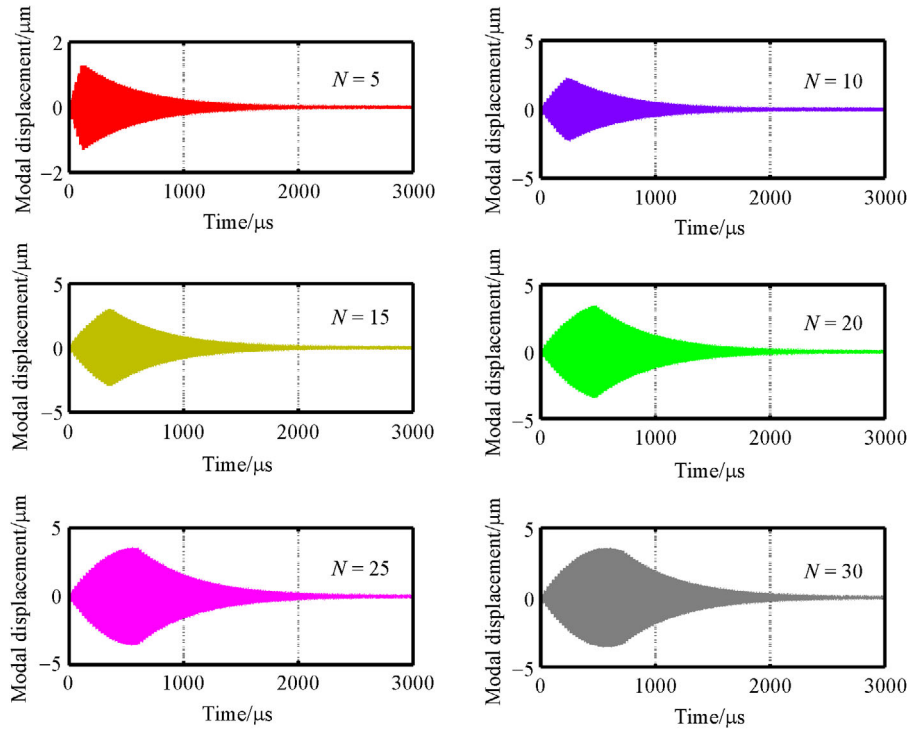 Modal displacement/μm
2
0
−2
N = 5
0
1000
2000
3000
Time/μs
Modal displacement/μm
5
0
−5
N = 10
0
1000
2000
3000
Time/μs
Modal displacement/μm
5
0
−5
N = 15
0
1000
2000
3000
Time/μs
Modal displacement/μm
5
0
−5
N = 20
0
1000
2000
3000
Time/μs
Modal displacement/μm
5
0
−5
N = 25
0
1000
2000
3000
Time/μs
Modal displacement/μm
5
0
−5
N = 30
0
1000
2000
3000
Time/μs